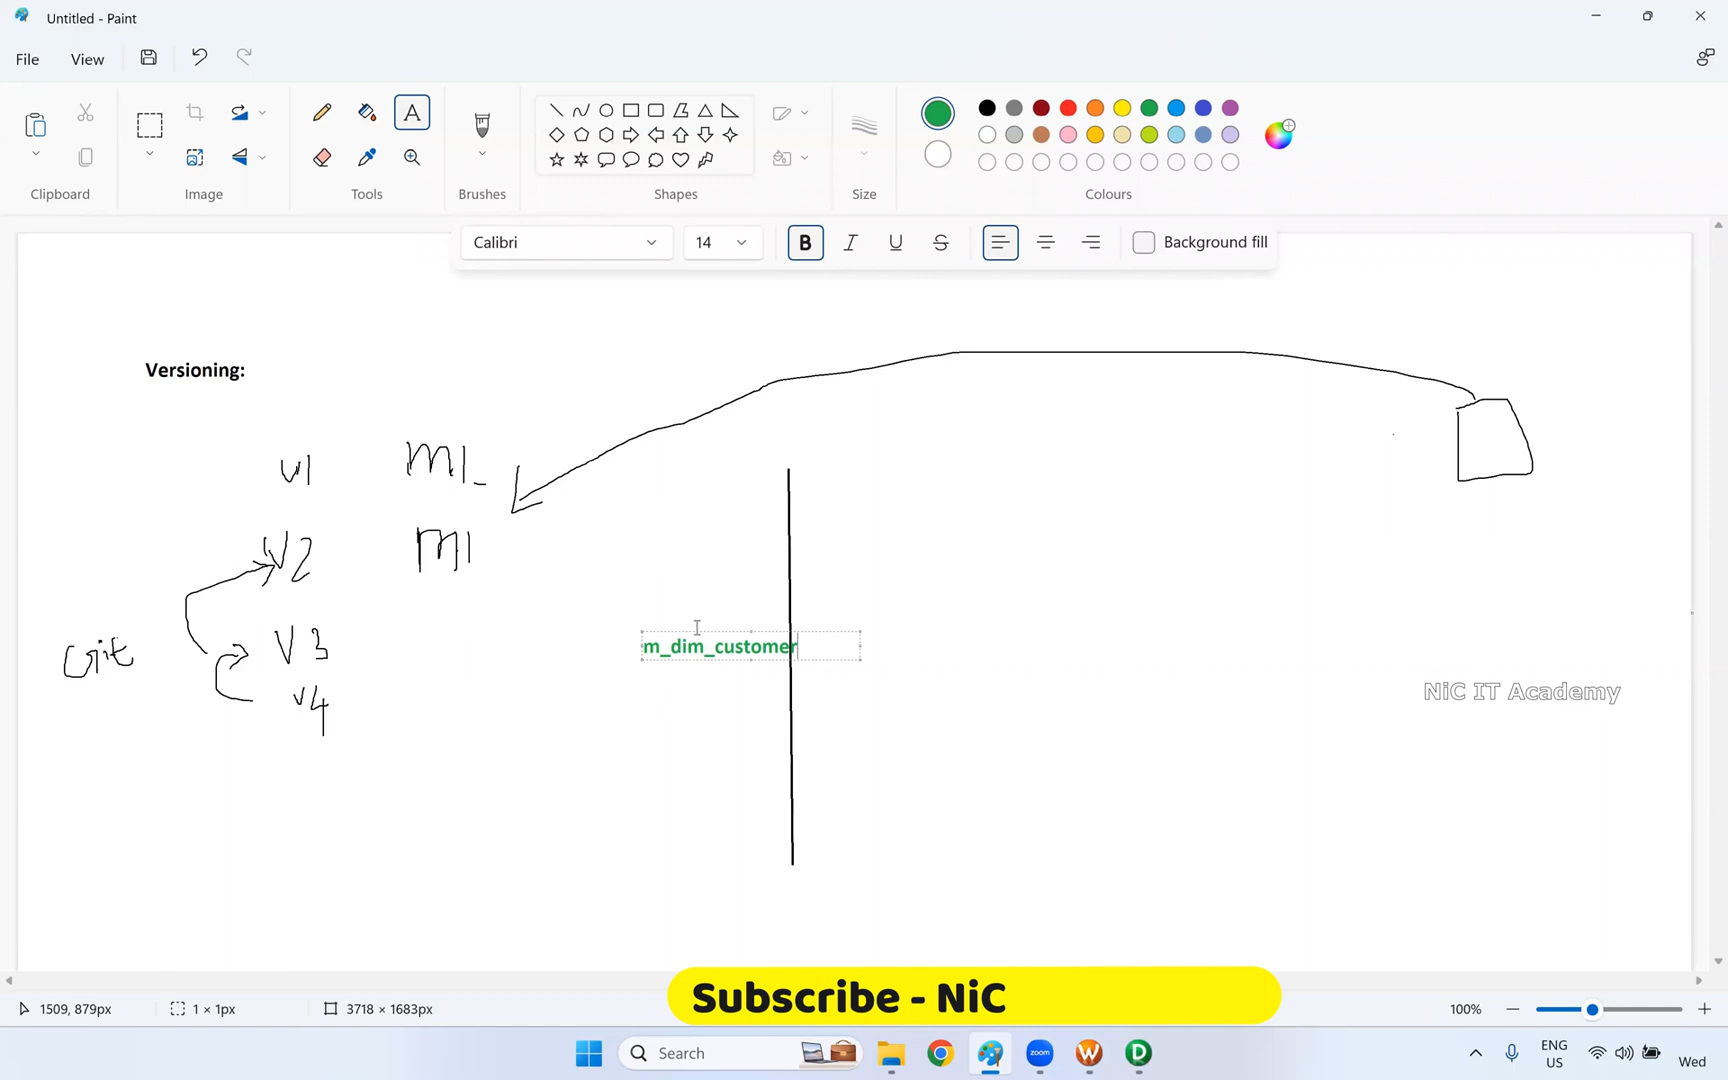 Untitled - Paint
File
View
Clipboard
Image
Tools
Brushes
Shapes
Size
Colours
Calibri
14
B
Background fill
Versioning:
v1
m1_
V2
m1
Git
V3
v4
m_dim_customer
NiC IT Academy
Subscribe - NiC
1509, 879px
1 × 1px
3718 × 1683px
100%
Search
zoom
ENG
US
Wed